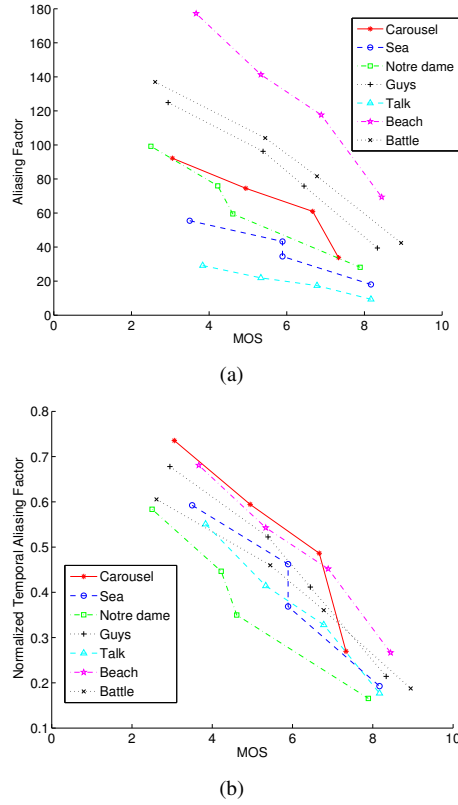 180
160
140
120
100
80
60
40
20
0
Aliasing Factor
Carousel
Sea
Notre dame
Guys
Talk
Beach
Battle
0 2 4 6 8 10
MOS
(a)
0.8
0.7
0.6
0.5
0.4
0.3
0.2
0.1
Normalized Temporal Aliasing Factor
Carousel
Sea
Notre dame
Guys
Talk
Beach
Battle
0 2 4 6 8 10
MOS
(b)